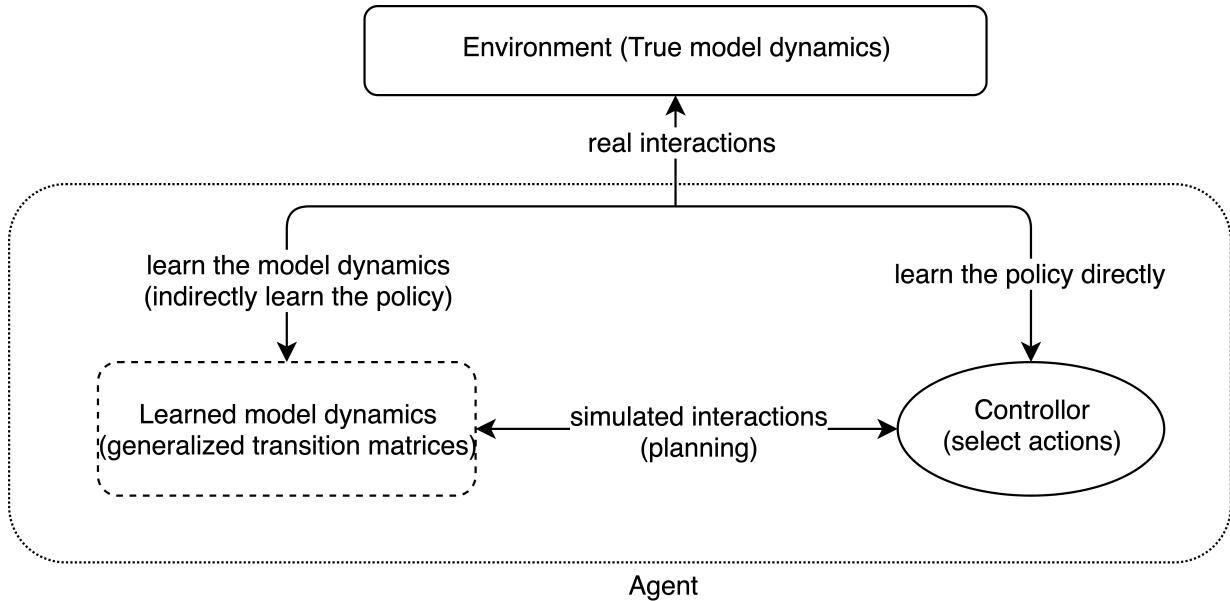 Environment (True model dynamics)
real interactions
learn the model dynamics
(indirectly learn the policy)
learn the policy directly
Learned model dynamics
(generalized transition matrices)
simulated interactions
(planning)
Controllor
(select actions)
Agent